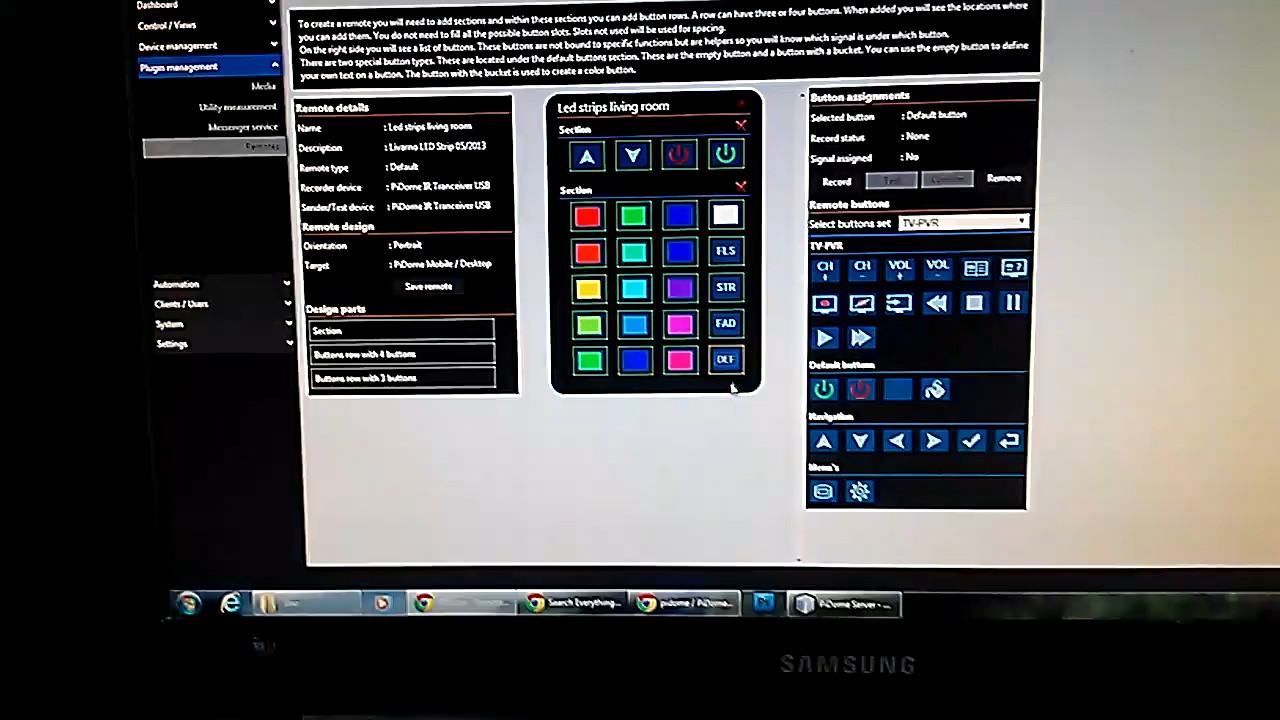 Dashboard
Control / Views
Device management
Plugin management
Media
Utility measurement
Messenger service
Remotes
Automation
Clients / Users
System
Settings
To create a remote you will need to add sections and within these sections you can add button rows. A row can have three or four buttons. When added you will see the locations where
you can add them. You do not need to fill all the possible button slots. Slots not used will be used for spacing.
On the right side you will see a list of buttons. These buttons are not bound to specific functions but are helpers so you will know which signal is under which button.
There are two special button types. These are located under the default buttons section. These are the empty button and a button with a bucket. You can use the empty button to define
your own text on a button. The button with the bucket is used to create a color button.
Remote details
Name : Led strips living room
Description : Livarno LED Strip 05/2013
Remote type : Default
Recorder device : PiDome IR Tranceiver USB
Sender/Test device : PiDome IR Tranceiver USB
Remote design
Orientation : Portrait
Target : PiDome Mobile / Desktop
Save remote
Design parts
Section
Buttons row with 4 buttons
Buttons row with 3 buttons
Led strips living room
Section
Section
FLS
STR
FAD
DEF
Button assignments
Selected button : Default button
Record status : None
Signal assigned : No
Record Test Remove
Remote buttons
Select buttons set TV-PVR
TV-PVR
CH + CH - VOL + VOL -
Default buttons
Navigation
Menu's
Search Everything...
pidome / PiDome...
PiDome Server - ...
SAMSUNG